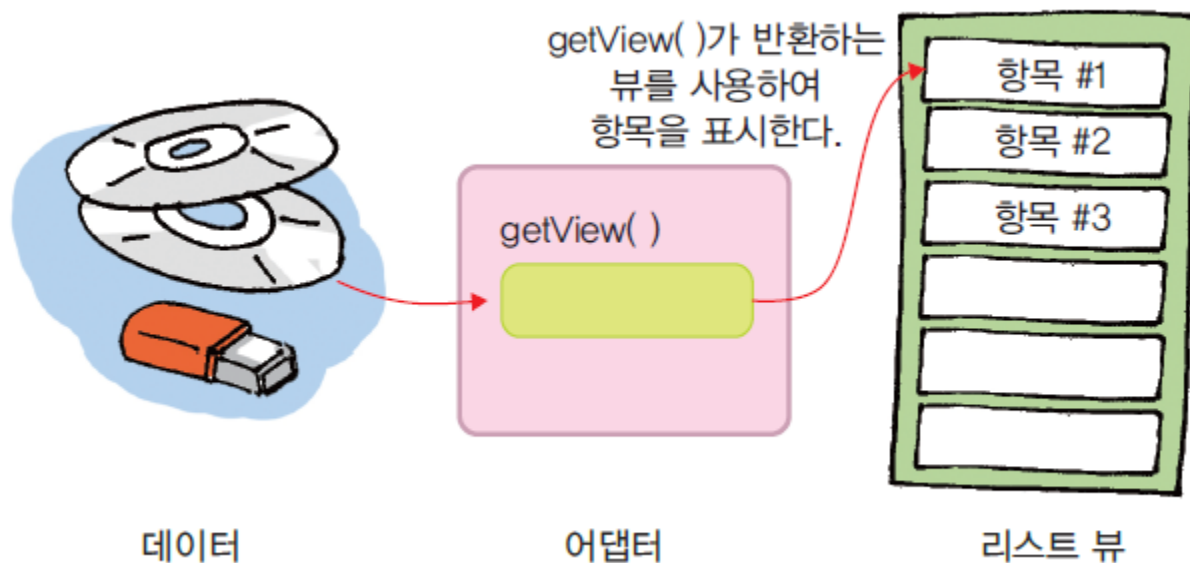 getView( )가 반환하는
뷰를 사용하여
항목을 표시한다.
getView( )
항목 #1
항목 #2
항목 #3
데이터
어댑터
리스트 뷰